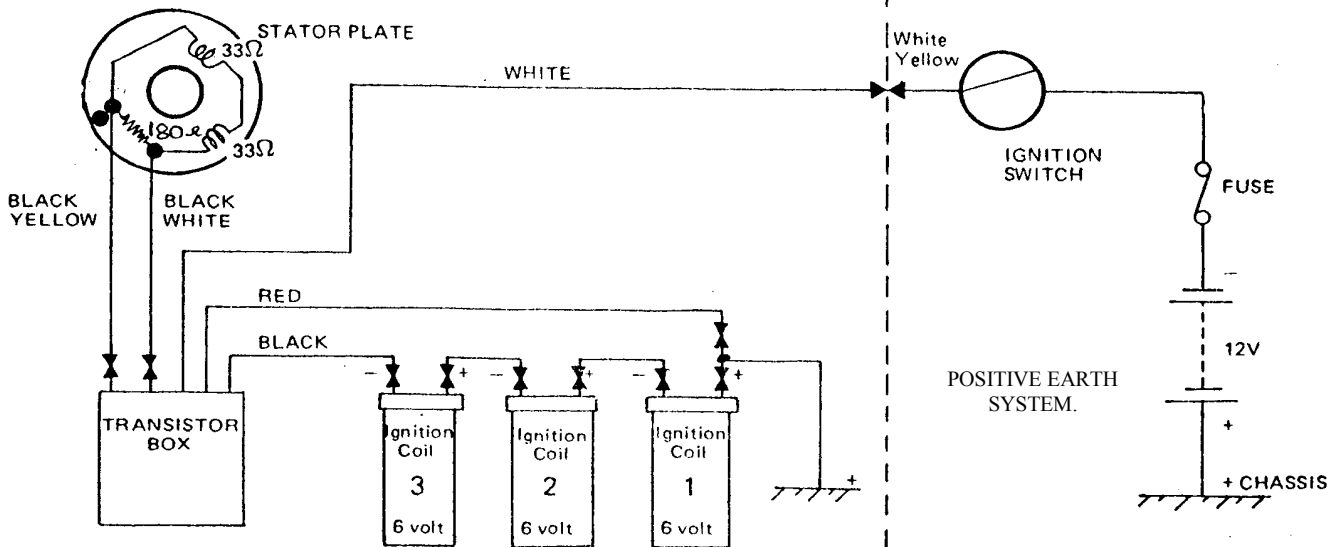 STATOR PLATE
33Ω
180Ω
33Ω
BLACK
YELLOW
BLACK
WHITE
WHITE
White
Yellow
IGNITION
SWITCH
FUSE
−
12V
+
+ CHASSIS
POSITIVE EARTH
SYSTEM.
RED
BLACK
− + − + − +
TRANSISTOR
BOX
Ignition
Coil
3
6 volt
Ignition
Coil
2
6 volt
Ignition
Coil
1
6 volt
+